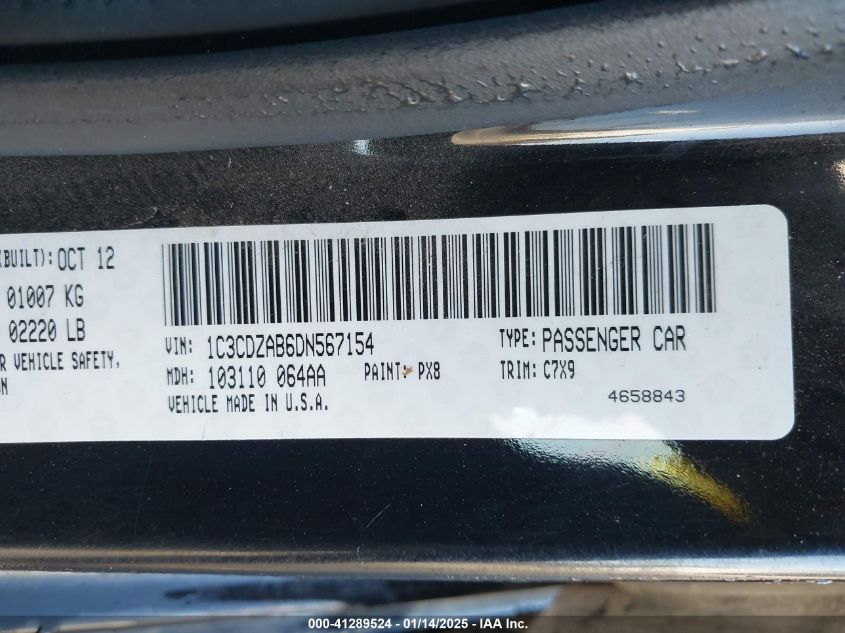 (BUILT): OCT 12
01007 KG
02220 LB
R VEHICLE SAFETY,
ON
VIN: 1C3CDZAB6DN567154
TYPE: PASSENGER CAR
MDH: 103110 064AA PAINT: PX8
TRIM: C7X9
VEHICLE MADE IN U.S.A.
4658843
000-41289524 - 01/14/2025 - IAA Inc.